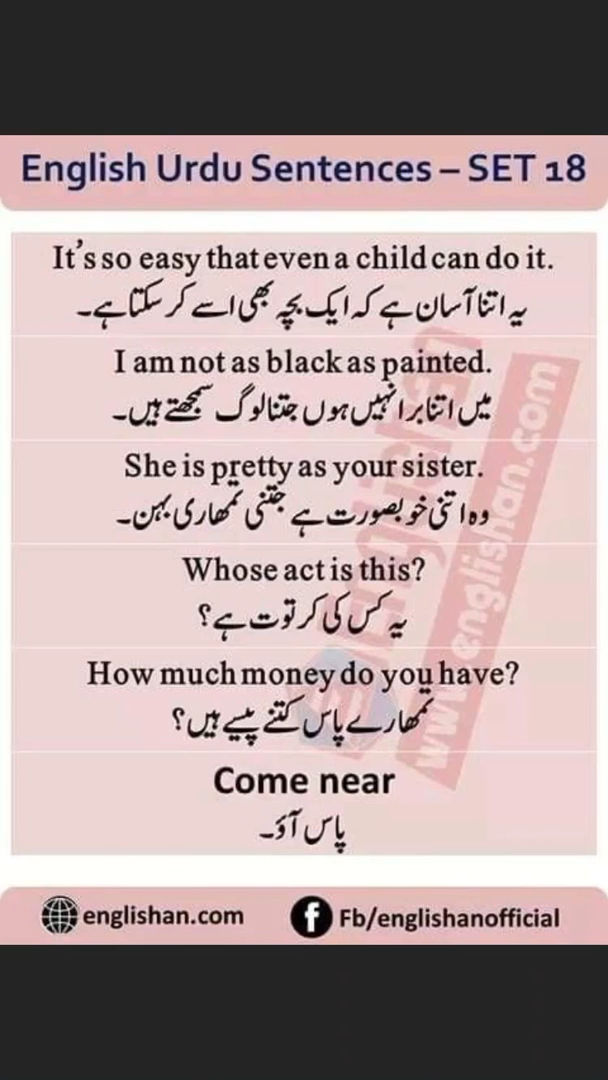 English Urdu Sentences – SET 18
It's so easy that even a child can do it.
یہ اتنا آسان ہے کہ ایک بچہ بھی اسے کر سکتا ہے۔
I am not as black as painted.
میں اتنا برا نہیں ہوں جتنا لوگ سمجھتے ہیں۔
She is pretty as your sister.
وہ اتنی خوبصورت ہے جتنی تمھاری بہن۔
Whose act is this?
یہ کس کی کرتوت ہے؟
How much money do you have?
تمھارے پاس کتنے پیسے ہیں؟
Come near
پاس آؤ۔
www.englishan.com
Englishan
englishan.com
Fb/englishanofficial